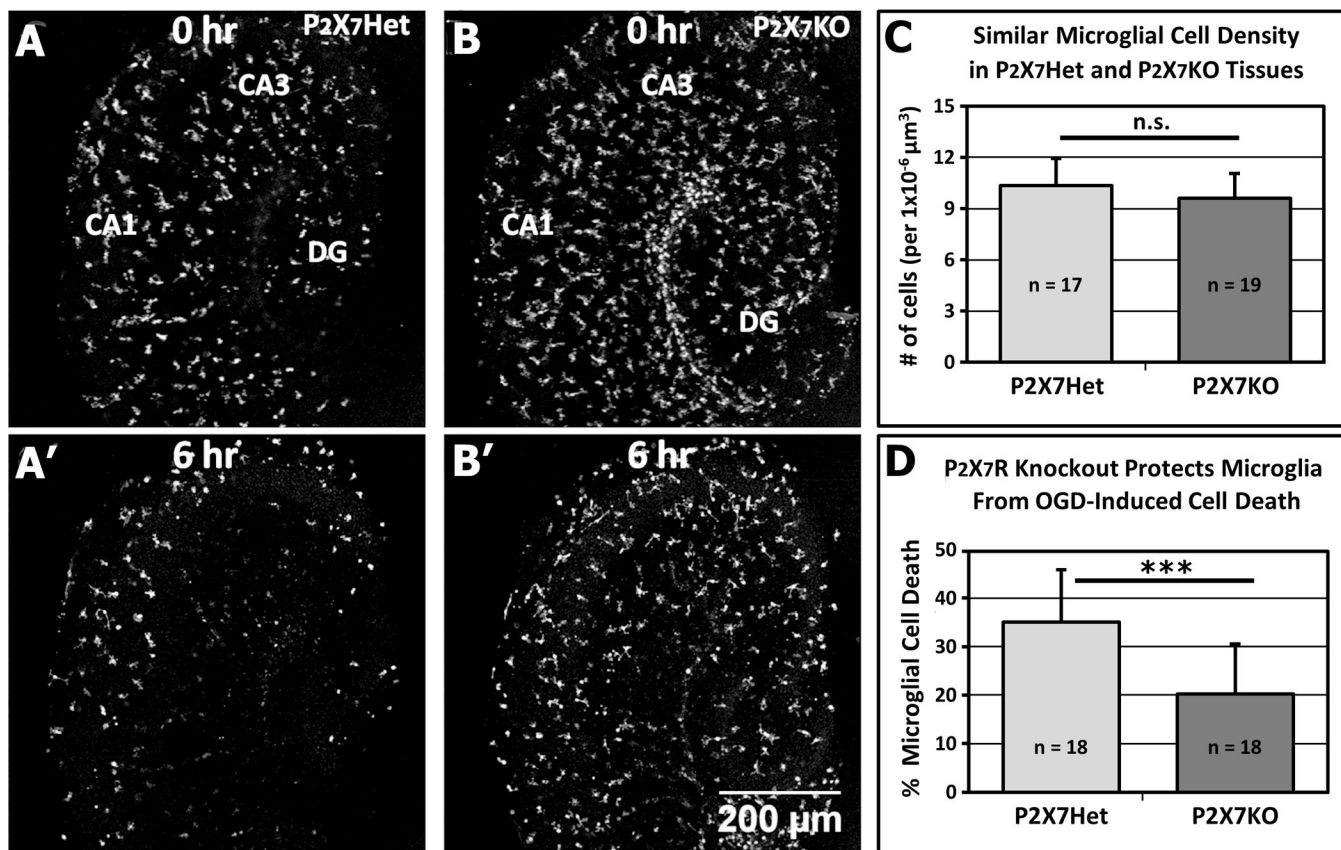 A
0 hr
P2X7Het
CA3
CA1
DG
B
0 hr
P2X7KO
CA3
CA1
DG
A'
6 hr
B'
6 hr
200 µm
C
Similar Microglial Cell Density
in P2X7Het and P2X7KO Tissues
# of cells (per 1x10⁻⁶ µm³)
15
12
9
6
3
0
n.s.
n = 17
n = 19
P2X7Het
P2X7KO
D
P2X7R Knockout Protects Microglia
From OGD-Induced Cell Death
% Microglial Cell Death
50
40
30
20
10
0
***
n = 18
n = 18
P2X7Het
P2X7KO